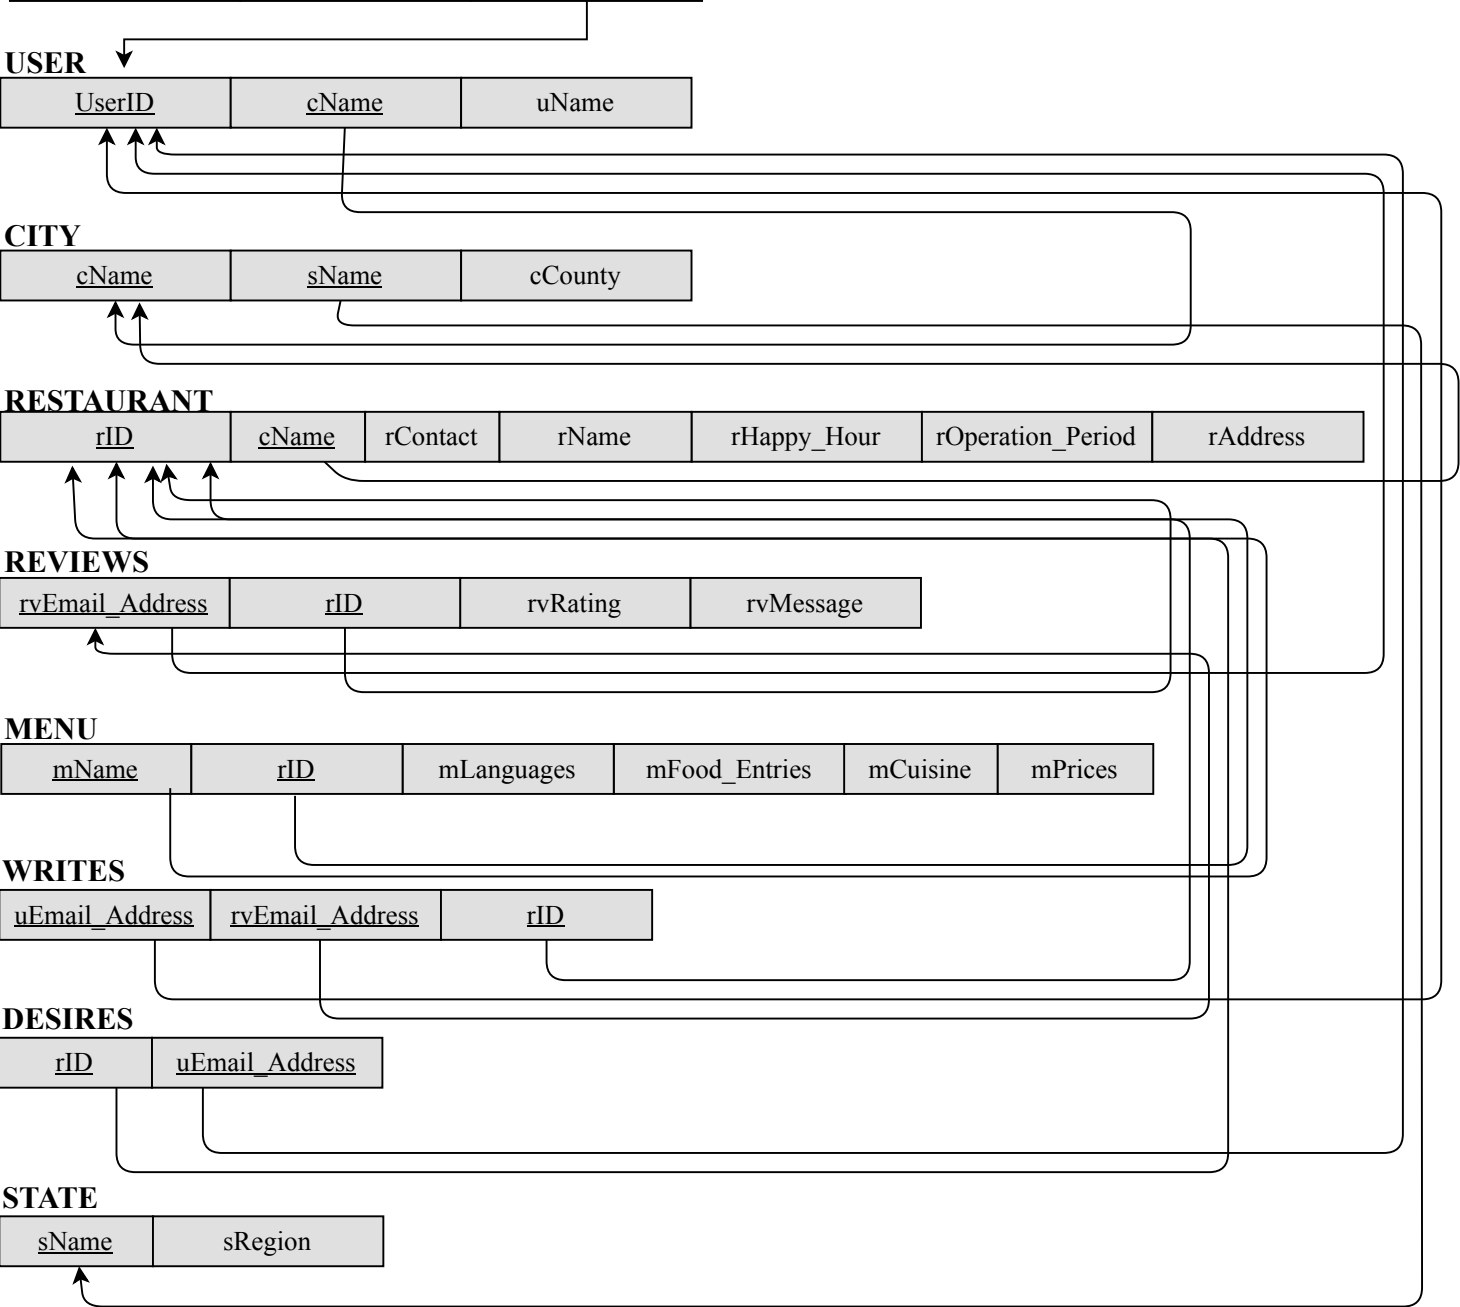 USER
UserID cName uName
CITY
cName sName cCounty
RESTAURANT
rID cName rContact rName rHappy_Hour rOperation_Period rAddress
REVIEWS
rvEmail_Address rID rvRating rvMessage
MENU
mName rID mLanguages mFood_Entries mCuisine mPrices
WRITES
uEmail_Address rvEmail_Address rID
DESIRES
rID uEmail_Address
STATE
sName sRegion